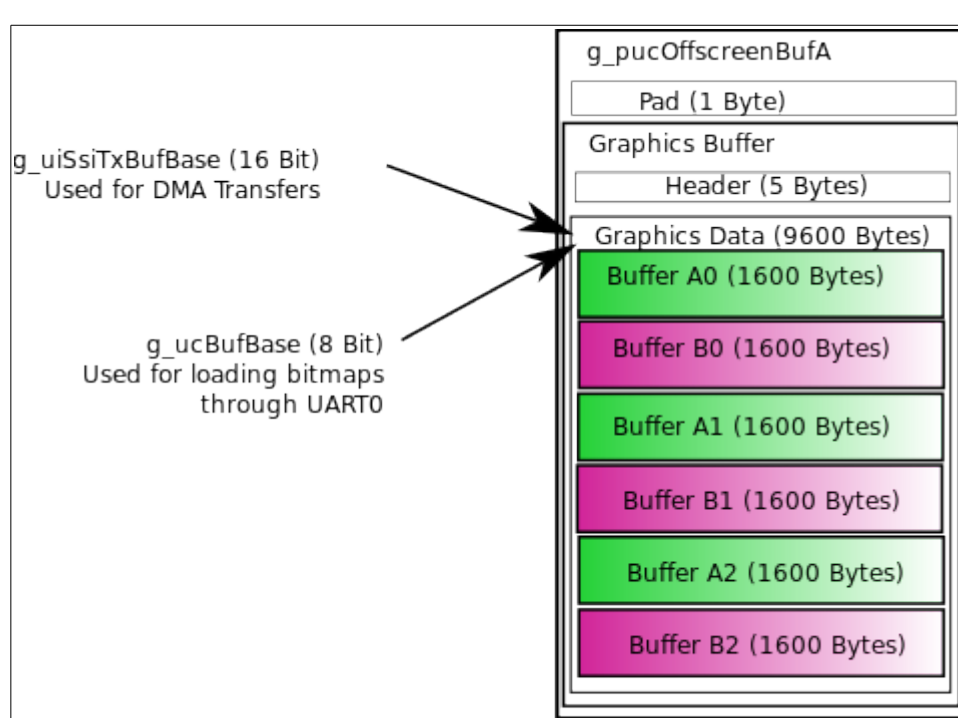 g_pucOffscreenBufA
Pad (1 Byte)
Graphics Buffer
Header (5 Bytes)
g_uiSsiTxBufBase (16 Bit)
Used for DMA Transfers
Graphics Data (9600 Bytes)
Buffer A0 (1600 Bytes)
Buffer B0 (1600 Bytes)
g_ucBufBase (8 Bit)
Used for loading bitmaps
through UART0
Buffer A1 (1600 Bytes)
Buffer B1 (1600 Bytes)
Buffer A2 (1600 Bytes)
Buffer B2 (1600 Bytes)